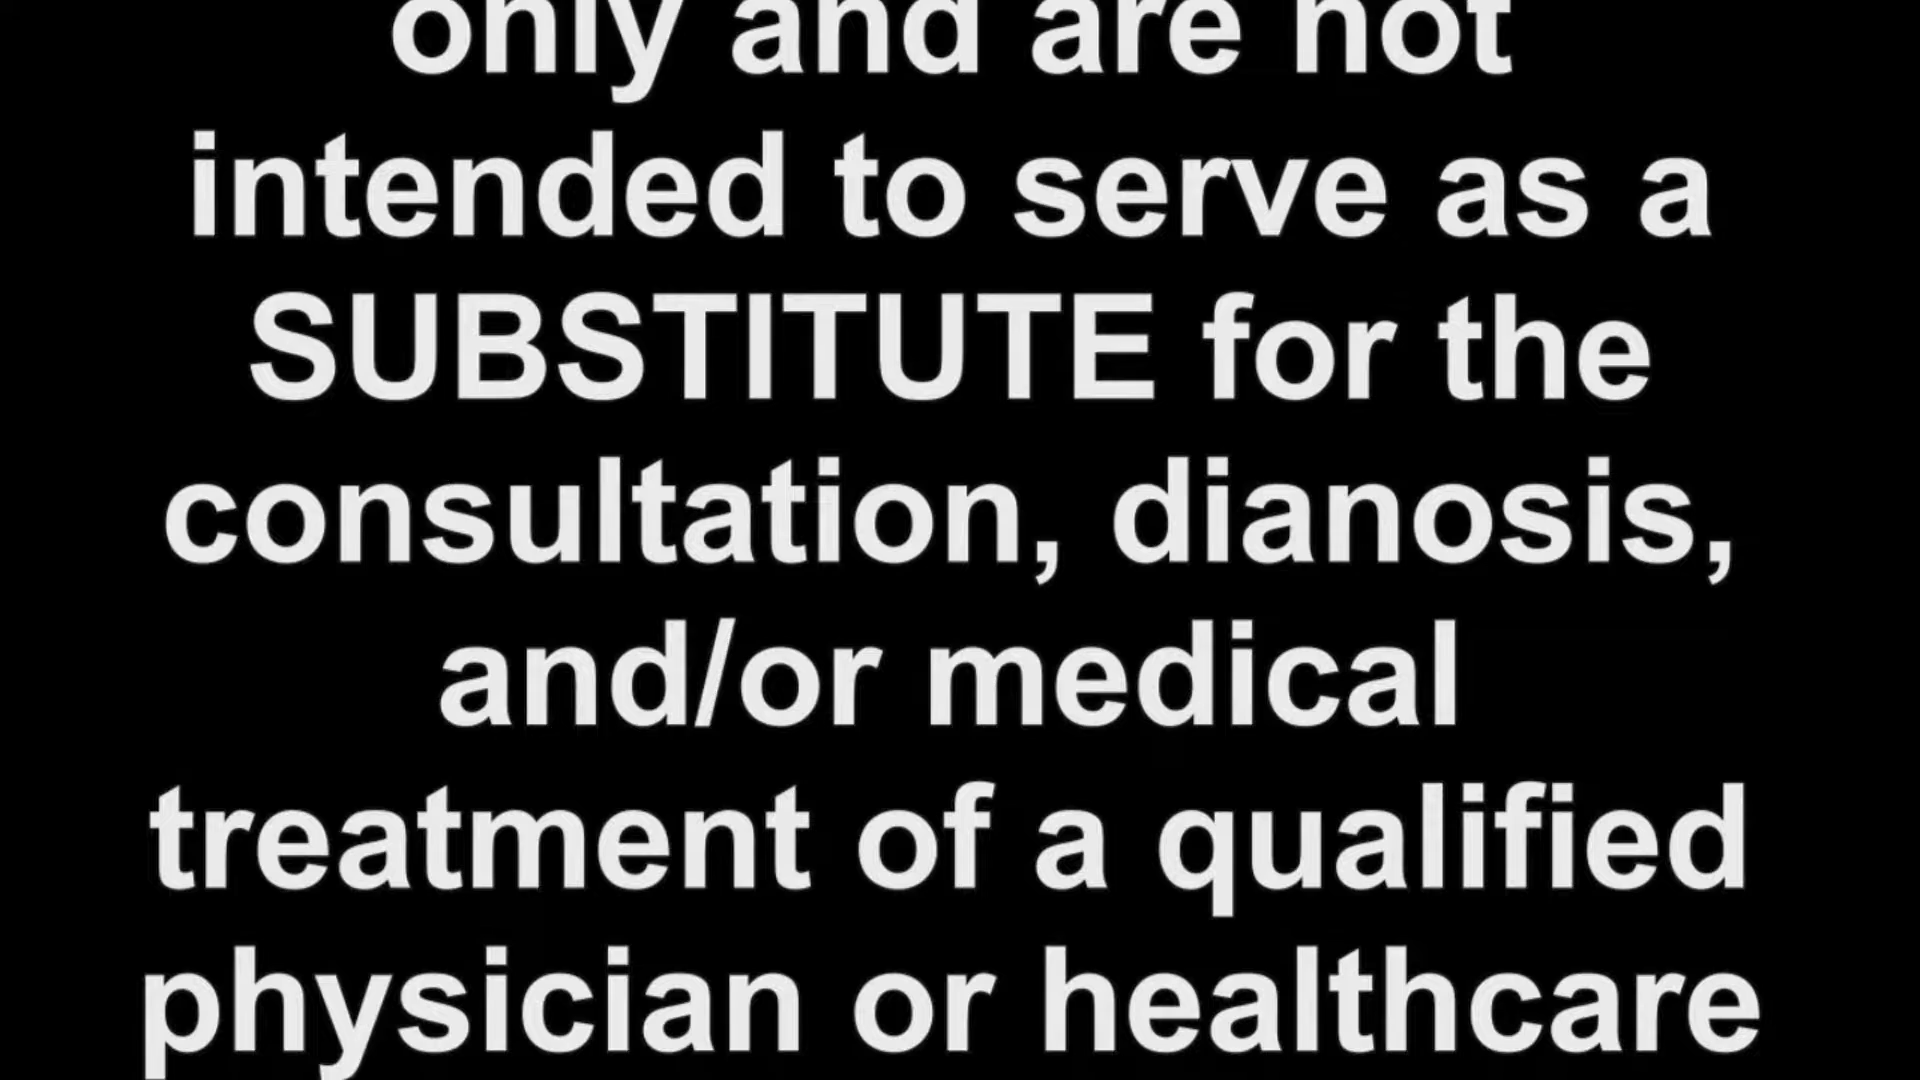 only and are not
intended to serve as a
SUBSTITUTE for the
consultation, dianosis,
and/or medical
treatment of a qualified
physician or healthcare